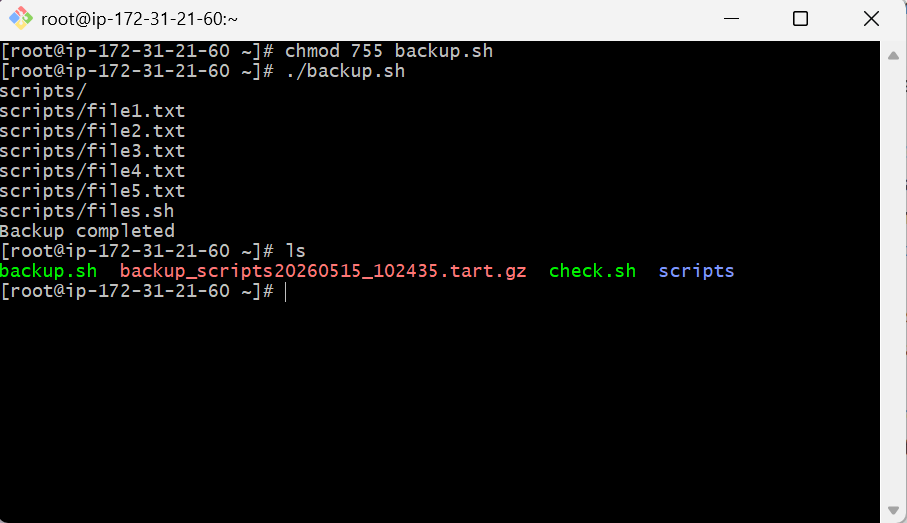 root@ip-172-31-21-60:~
[root@ip-172-31-21-60 ~]# chmod 755 backup.sh
[root@ip-172-31-21-60 ~]# ./backup.sh
scripts/
scripts/file1.txt
scripts/file2.txt
scripts/file3.txt
scripts/file4.txt
scripts/file5.txt
scripts/files.sh
Backup completed
[root@ip-172-31-21-60 ~]# ls
backup.sh  backup_scripts20260515_102435.tart.gz  check.sh  scripts
[root@ip-172-31-21-60 ~]#